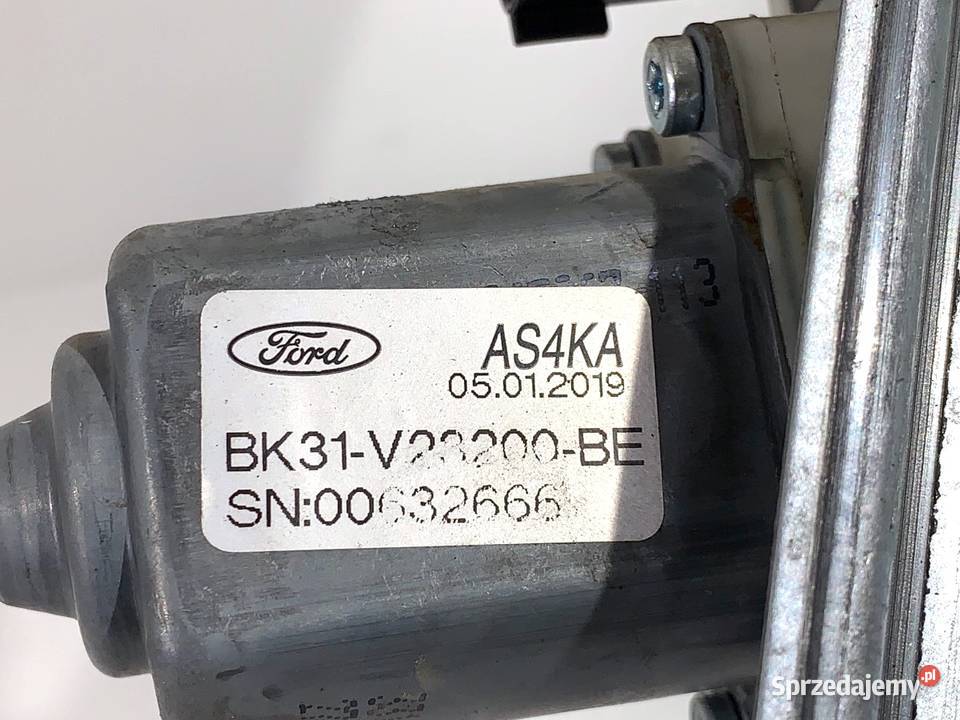 Ford
AS4KA
05.01.2019
BK31-V23200-BE
SN:00632666
Sprzedajemy.pl